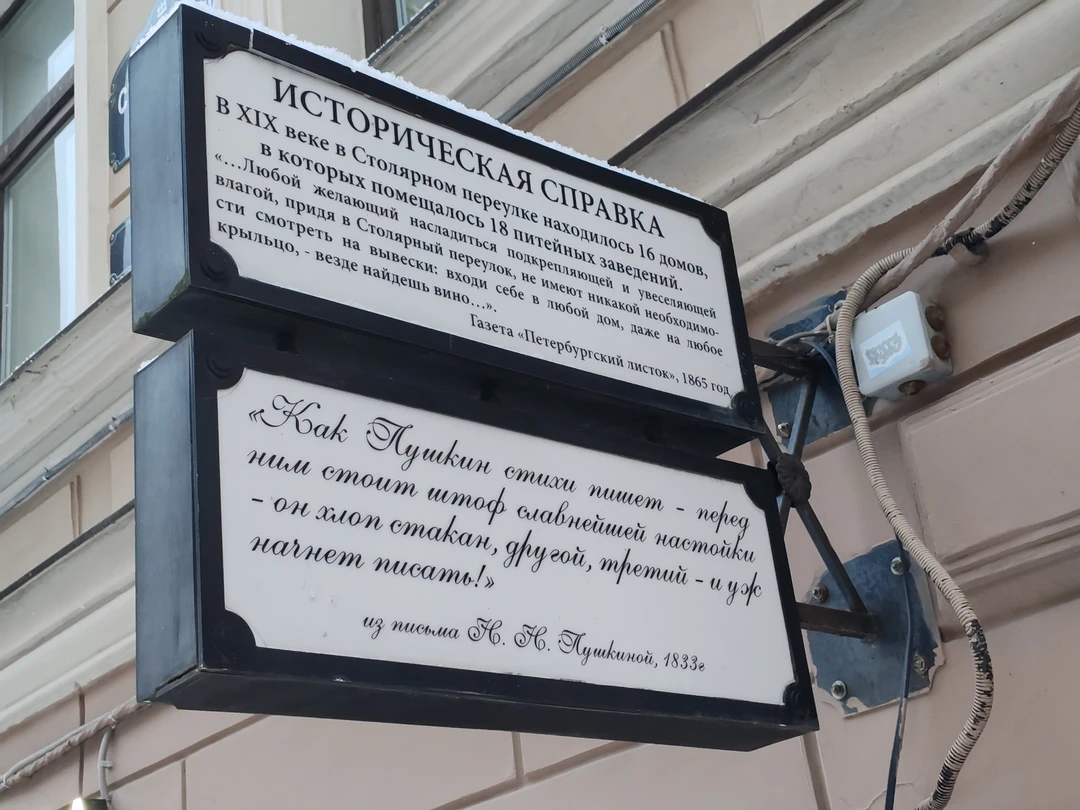 ИСТОРИЧЕСКАЯ СПРАВКА
В XIX веке в Столярном переулке находилось 16 домов,
в которых помещалось 18 питейных заведений.
«...Любой желающий насладиться подкрепляющей и увеселяющей
влагой, придя в Столярный переулок, не имеют никакой необходимо-
сти смотреть на вывески: входи себе в любой дом, даже на любое
крыльцо, - везде найдешь вино...».
Газета «Петербургский листок», 1865 год
«Как Пушкин стихи пишет - перед
ним стоит штоф славнейшей настойки
- он хлоп стакан, другой, третий - и уж
начнет писать!»
из письма Н. Н. Пушкиной, 1833г